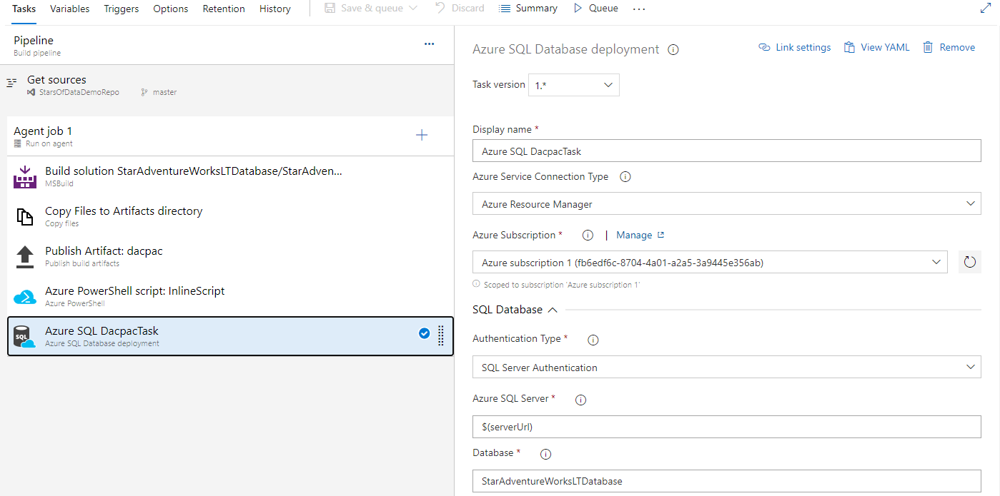 Tasks Variables Triggers Options Retention History Save & queue Discard Summary Queue ...
Pipeline
Build pipeline
Get sources
StarsOfDataDemoRepo master
Agent job 1
Run on agent
Build solution StarAdventureWorksLTDatabase/StarAdven...
MSBuild
Copy Files to Artifacts directory
Copy files
Publish Artifact: dacpac
Publish build artifacts
Azure PowerShell script: InlineScript
Azure PowerShell
SQL
Azure SQL DacpacTask
Azure SQL Database deployment
Azure SQL Database deployment Link settings View YAML Remove
Task version 1.*
Display name *
Azure SQL DacpacTask
Azure Service Connection Type
Azure Resource Manager
Azure Subscription * | Manage
Azure subscription 1 (fb6edf6c-8704-4a01-a2a5-3a9445e356ab)
Scoped to subscription 'Azure subscription 1'
SQL Database
Authentication Type *
SQL Server Authentication
Azure SQL Server *
$(serverUrl)
Database *
StarAdventureWorksLTDatabase